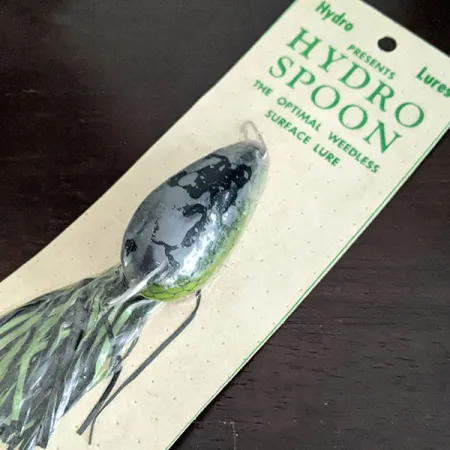 Hydro Lures
PRESENTS
HYDRO
SPOON
THE OPTIMAL WEEDLESS
SURFACE LURE